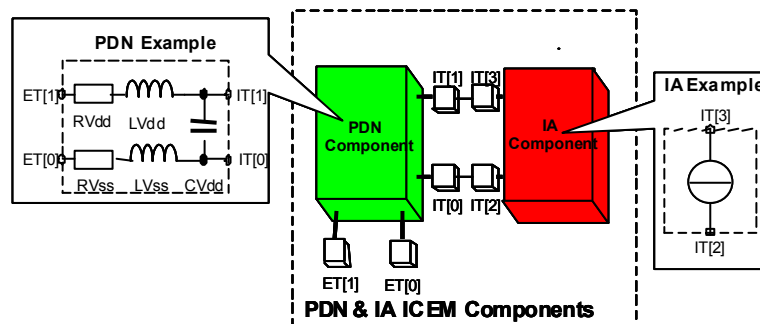 PDN Example
ET[1]
IT[1]
RVdd
LVdd
ET[0]
IT[0]
RVss
LVss
CVdd
PDN
Component
IT[1]
IT[3]
IA
Component
IT[0]
IT[2]
ET[1]
ET[0]
PDN & IA ICEM Components
IA Example
IT[3]
IT[2]